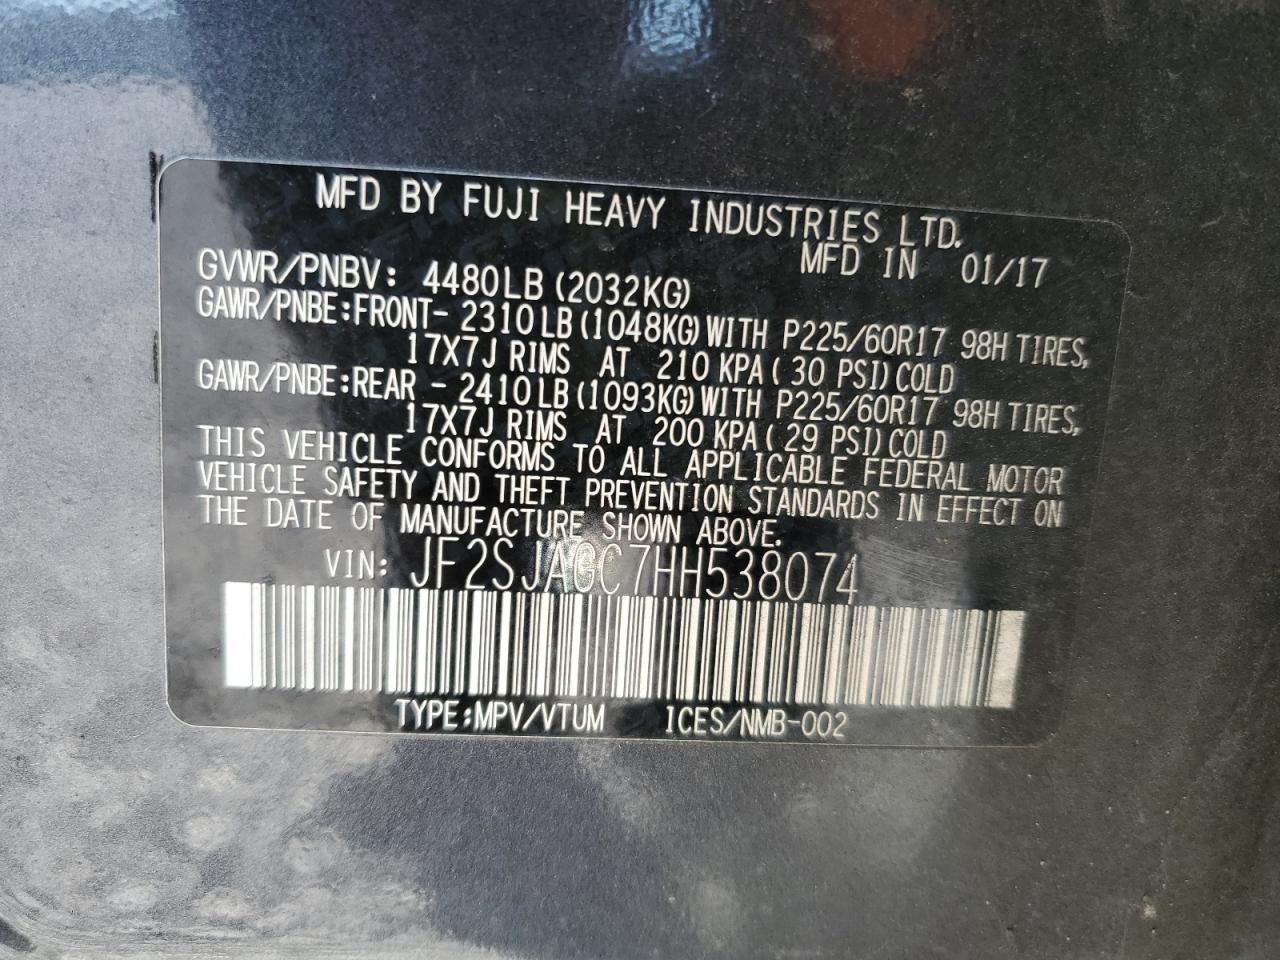 MFD BY FUJI HEAVY INDUSTRIES LTD.
MFD IN 01/17
GVWR/PNBV: 4480LB (2032KG)
GAWR/PNBE:FRONT- 2310LB(1048KG)WITH P225/60R17 98H TIRES,
17X7J RIMS AT 210 KPA( 30 PSI)COLD
GAWR/PNBE:REAR - 2410LB(1093KG)WITH P225/60R17 98H TIRES,
17X7J RIMS AT 200 KPA( 29 PSI)COLD
THIS VEHICLE CONFORMS TO ALL APPLICABLE FEDERAL MOTOR
VEHICLE SAFETY AND THEFT PREVENTION STANDARDS IN EFFECT ON
THE DATE OF MANUFACTURE SHOWN ABOVE.
VIN: JF2SJAGC7HH538074
TYPE:MPV/VTUM ICES/NMB-002